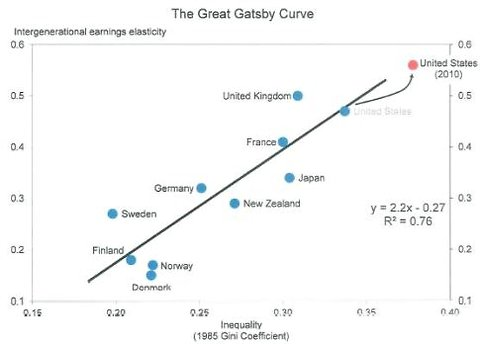 The Great Gatsby Curve
Intergenerational earnings elasticity
0.6
0.6
United States
(2010)
United Kingdom
0.5
0.5
United States
France
0.4
0.4
Japan
Germany
0.3
New Zealand
0.3
y = 2.2x - 0.27
R² = 0.76
Sweden
0.2
Finland
0.2
Norway
Denmark
0.1
0.15
0.20
0.25
0.30
0.35
0.40
Inequality
(1985 Gini Coefficient)